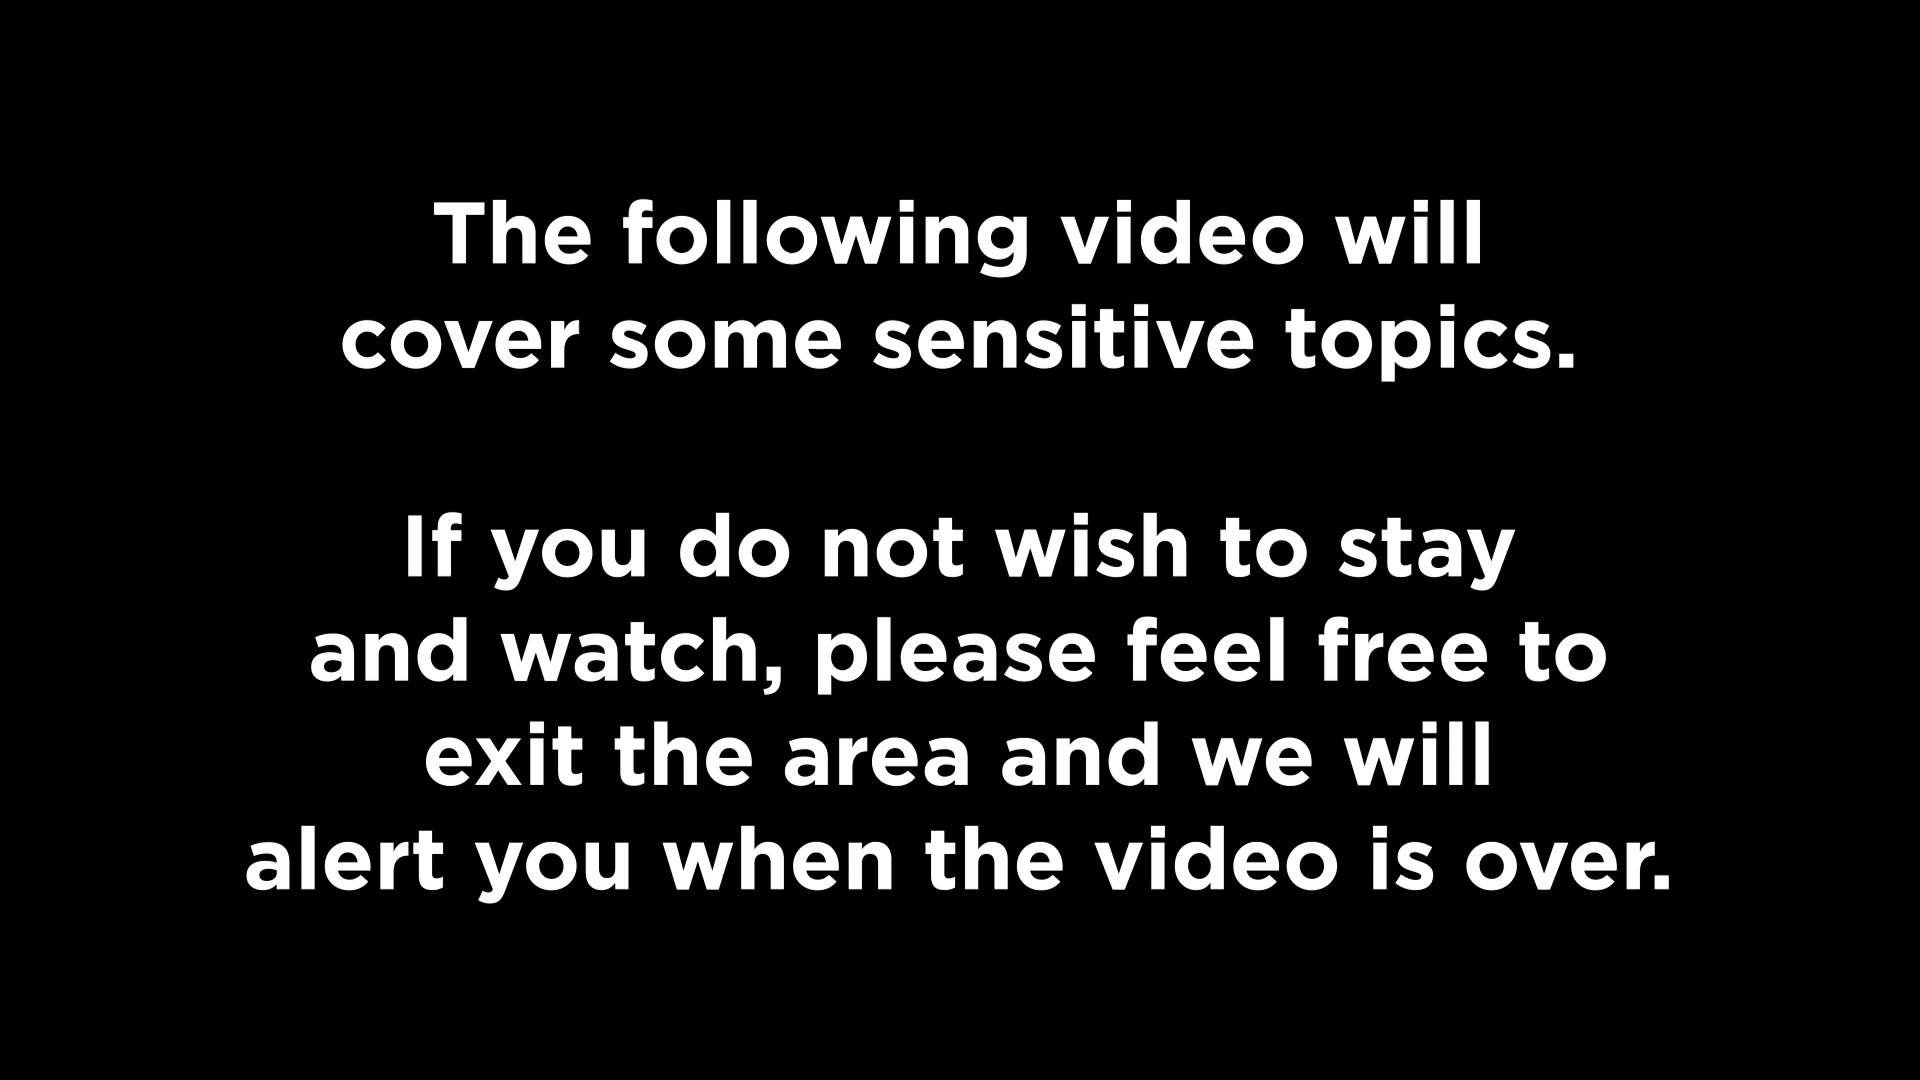 The following video will
cover some sensitive topics.
If you do not wish to stay
and watch, please feel free to
exit the area and we will
alert you when the video is over.